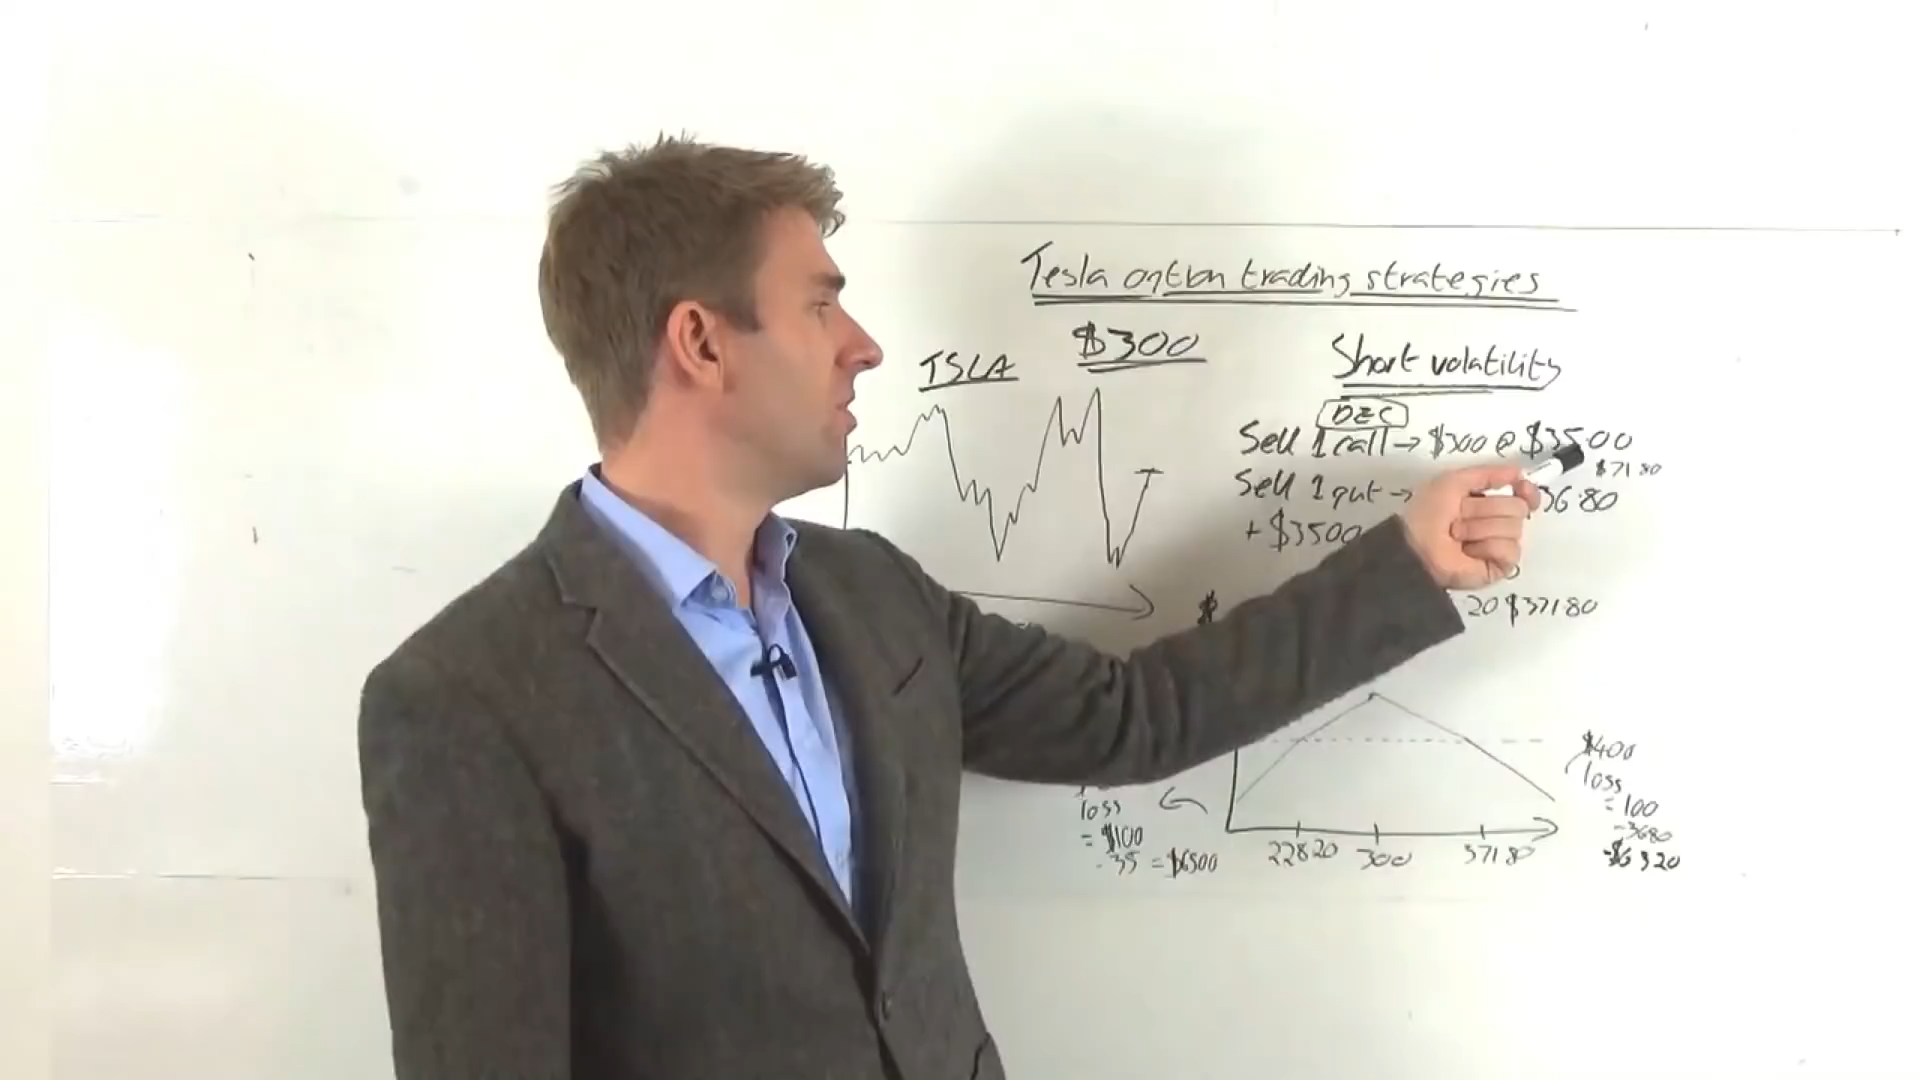 Tesla option trading strategies
TSLA
$300
Short volatility
DEC
Sell 1 call → $300 @ $35.00
$71.80
Sell 1 put →
36.80
+ $3500
$
20 $371.80
$400
loss
= 100
- 3680
-$6320
loss
= $100
- 35 = $6500
228.20 300 371.80